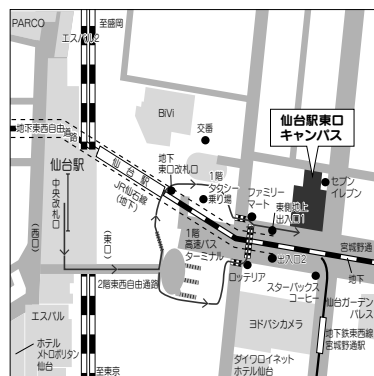 PARCO
至盛岡
エスパル2
BiVi
交番
仙台駅東口
キャンパス
地下東西自由通路
仙台駅
仙台駅
JR仙石線
(地下)
地下
東口改札口
1階
タクシー
乗り場
ファミリー
マート
セブン
イレブン
中央改札口
東側地上
出入口1
(西口)
(東口)
1階
高速バス
ターミナル
宮城野通
地下
出入口2
ロッテリア
2階東西自由通路
スターバックス
コーヒー
仙台ガーデン
パレス
エスパル
ヨドバシカメラ
地下鉄東西線
宮城野通駅
ホテル
メトロポリタン
仙台
至東京
ダイワロイネット
ホテル仙台